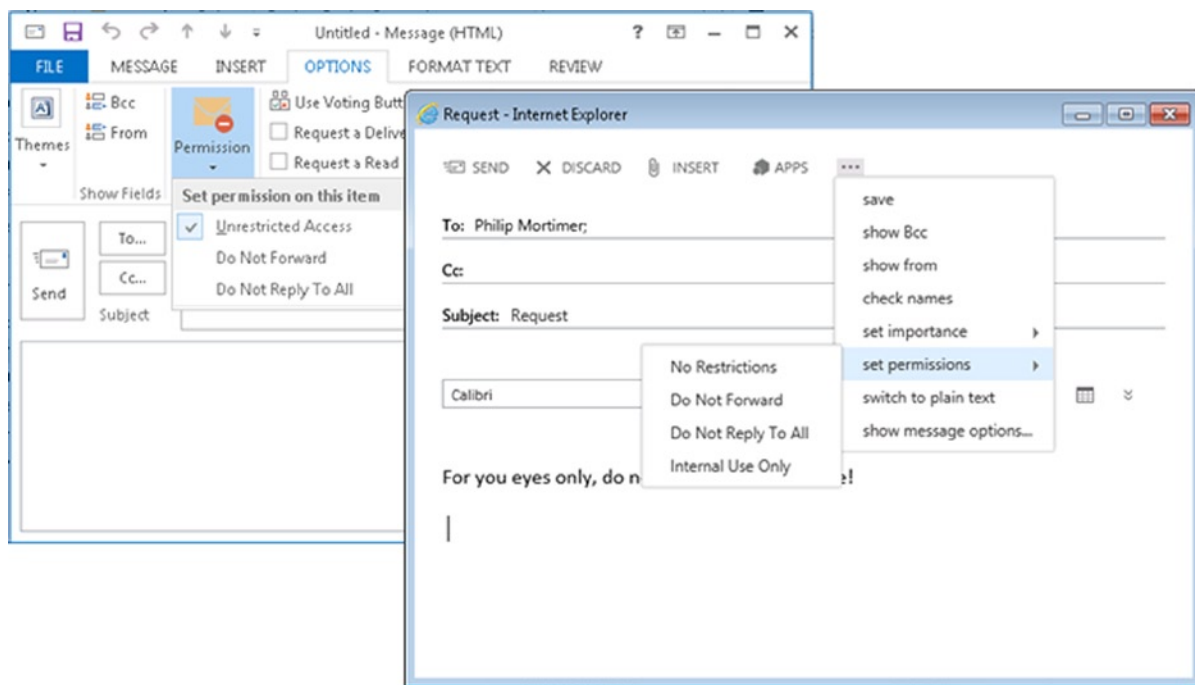 Untitled - Message (HTML)
FILE MESSAGE INSERT OPTIONS FORMAT TEXT REVIEW
Themes
Bcc
From
Show Fields
Permission
Use Voting Butt
Request a Delive
Request a Read
Set permission on this item
Unrestricted Access
Do Not Forward
Do Not Reply To All
Send
To...
Cc...
Subject
Request - Internet Explorer
SEND DISCARD INSERT APPS ...
To: Philip Mortimer;
Cc:
Subject: Request
save
show Bcc
show from
check names
set importance
set permissions
switch to plain text
show message options...
No Restrictions
Do Not Forward
Do Not Reply To All
Internal Use Only
Calibri
For you eyes only, do n e!